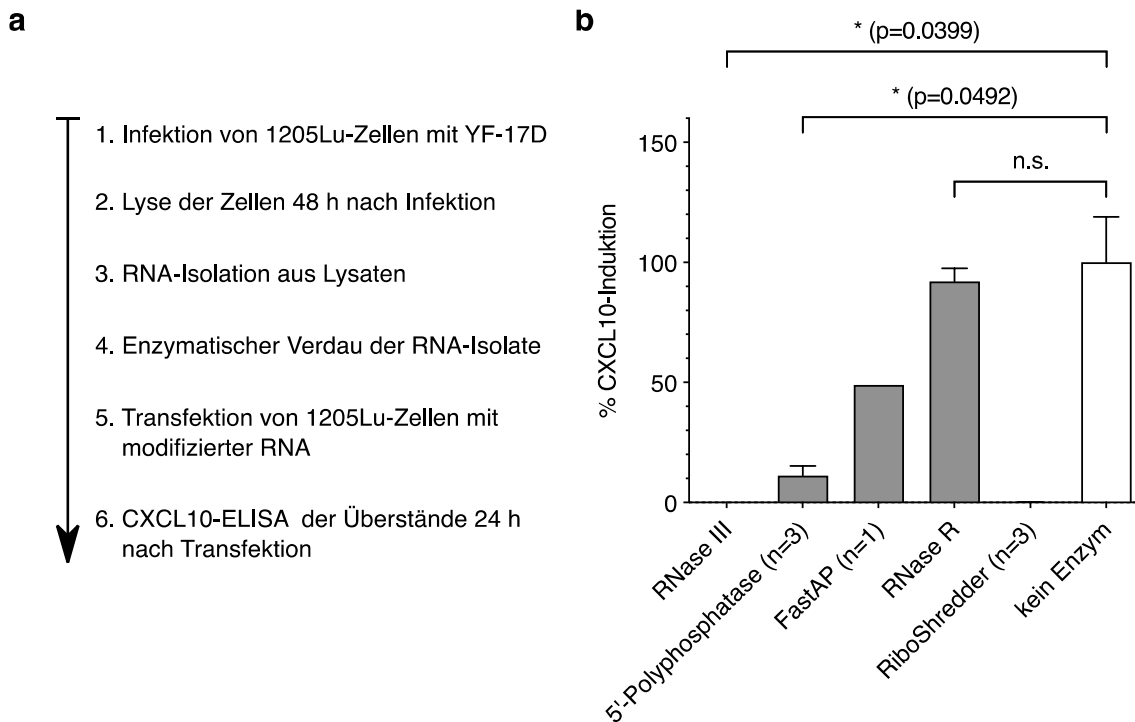 a
1. Infektion von 1205Lu-Zellen mit YF-17D
2. Lyse der Zellen 48 h nach Infektion
3. RNA-Isolation aus Lysaten
4. Enzymatischer Verdau der RNA-Isolate
5. Transfektion von 1205Lu-Zellen mit
modifizierter RNA
6. CXCL10-ELISA der Überstände 24 h
nach Transfektion
b
* (p=0.0399)
* (p=0.0492)
n.s.
% CXCL10-Induktion
150
100
50
0
RNase III
5'-Polyphosphatase (n=3)
FastAP (n=1)
RNase R
RiboShredder (n=3)
kein Enzym